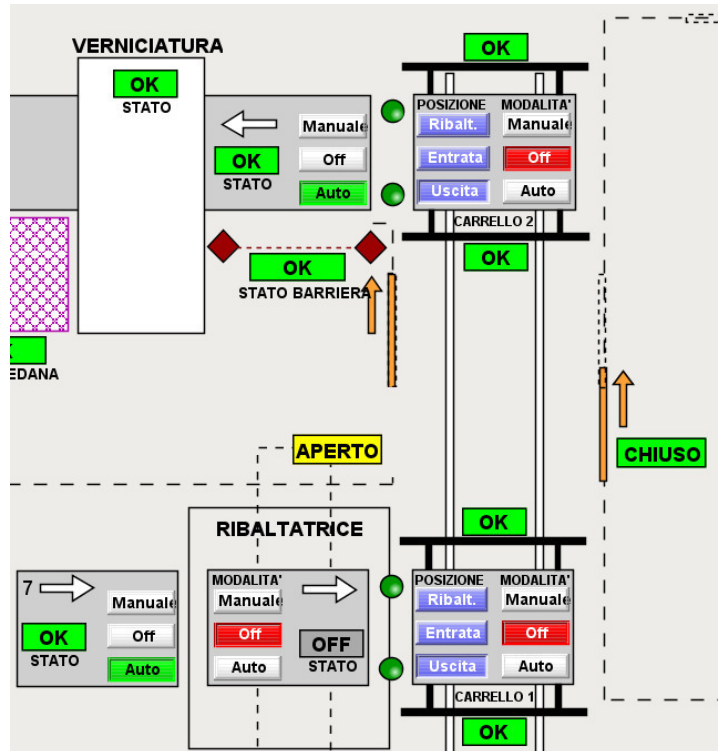 VERNICIATURA
OK
STATO
OK
STATO
Manuale
Off
Auto
OK
POSIZIONE MODALITA'
Ribalt. Manuale
Entrata Off
Uscita Auto
CARRELLO 2
OK
OK
STATO BARRIERA
K
EDANA
APERTO
CHIUSO
RIBALTATRICE
7
OK
STATO
Manuale
Off
Auto
MODALITA'
Manuale
Off
Auto
OFF
STATO
OK
POSIZIONE MODALITA'
Ribalt. Manuale
Entrata Off
Uscita Auto
CARRELLO 1
OK